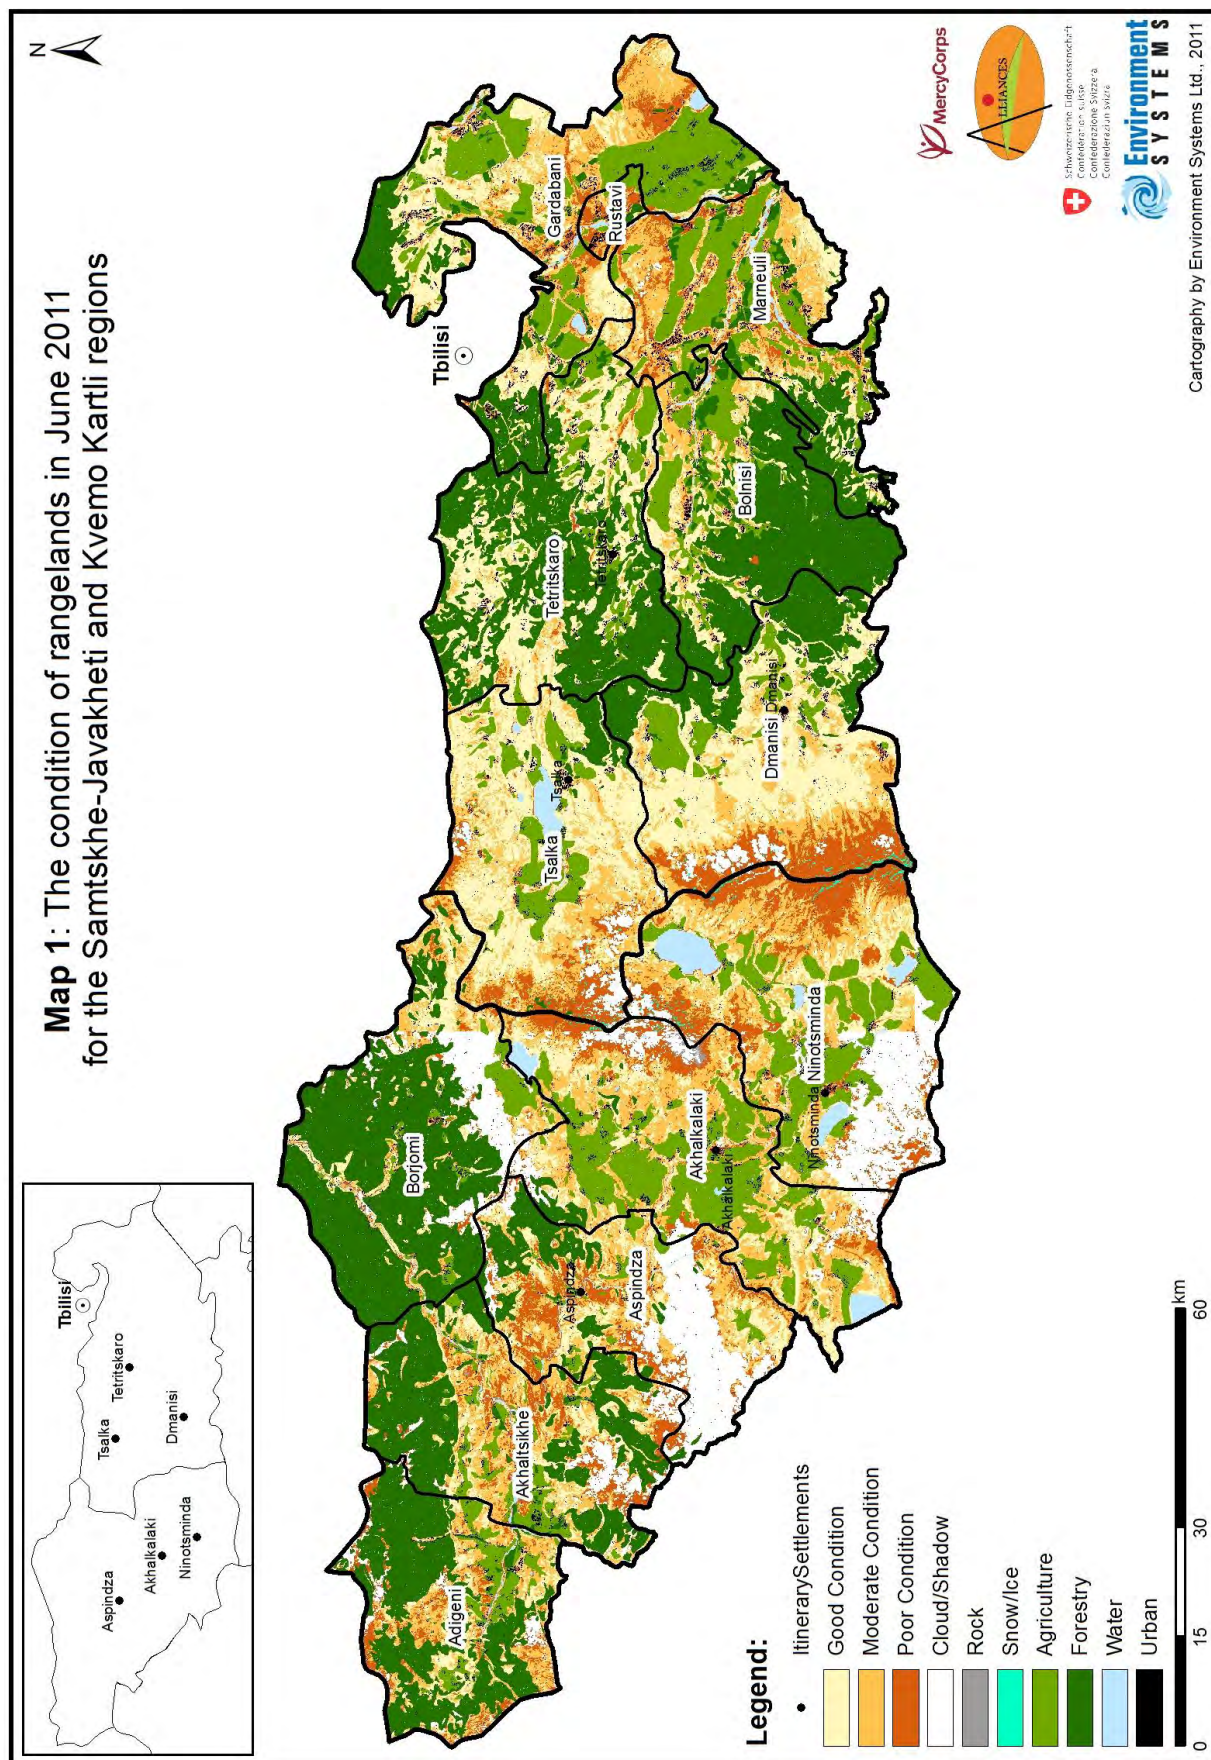 Map 1: The condition of rangelands in June 2011
for the Samtskhe-Javakheti and Kvemo Kartli regions
N
Tbilisi
Tsalka
Tetritskaro
Aspindza
Akhalkalaki
Dmanisi
Ninotsminda
Tbilisi
Gardabani
Rustavi
Marneuli
Borjomi
Tetritskaro
Tetritskaro
Bolnisi
Tsalka
Tsalka
Dmanisi Dmanisi
Akhaltsikhe
Adigeni
Aspindza
Aspindza
Akhalkalaki
Akhalkalaki
Ninotsminda Ninotsminda
Legend:
ItinerarySettlements
Good Condition
Moderate Condition
Poor Condition
Cloud/Shadow
Rock
Snow/Ice
Agriculture
Forestry
Water
Urban
0 15 30 60
km
MercyCorps
ALLIANCES
Schweizerische Eidgenossenschaft
Confédération suisse
Confederazione Svizzera
Confederaziun svizra
Environment
SYSTEMS
Cartography by Environment Systems Ltd., 2011